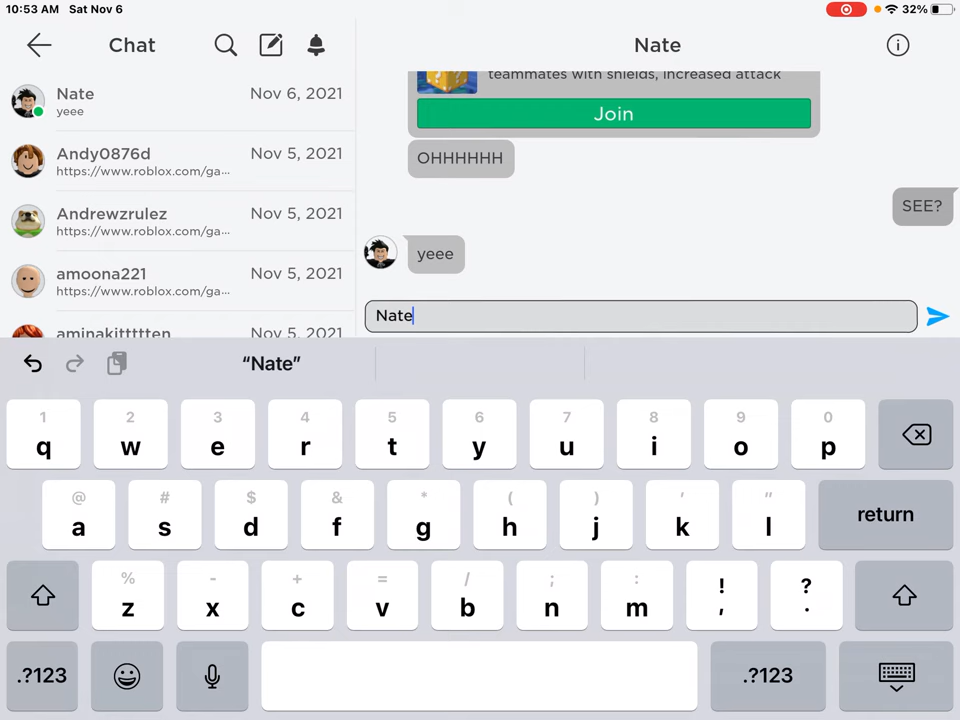 10:53 AM Sat Nov 6
32%
Chat
Nate
i
Nate Nov 6, 2021
yeee
Andy0876d Nov 5, 2021
https://www.roblox.com/ga...
Andrewzrulez Nov 5, 2021
https://www.roblox.com/ga...
amoona221 Nov 5, 2021
https://www.roblox.com/ga...
aminakittttten Nov 5, 2021
teammates with shields, increased attack
Join
OHHHHHH
SEE?
yeee
Nate
“Nate”
1 2 3 4 5 6 7 8 9 0
q w e r t y u i o p
@ # $ & * ( ) ' "
a s d f g h j k l return
% - + = / ; : ! ?
z x c v b n m , .
.?123 .?123